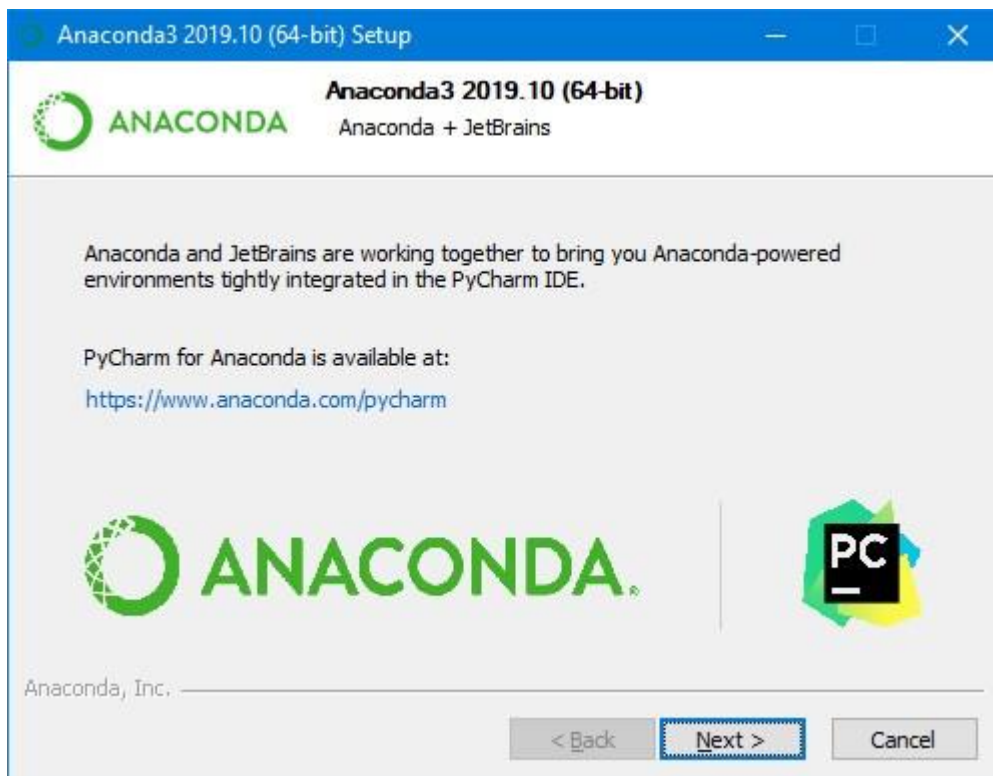 Anaconda3 2019.10 (64-bit) Setup
ANACONDA
Anaconda3 2019.10 (64-bit)
Anaconda + JetBrains
Anaconda and JetBrains are working together to bring you Anaconda-powered
environments tightly integrated in the PyCharm IDE.
PyCharm for Anaconda is available at:
https://www.anaconda.com/pycharm
ANACONDA®
PC
Anaconda, Inc.
< Back
Next >
Cancel